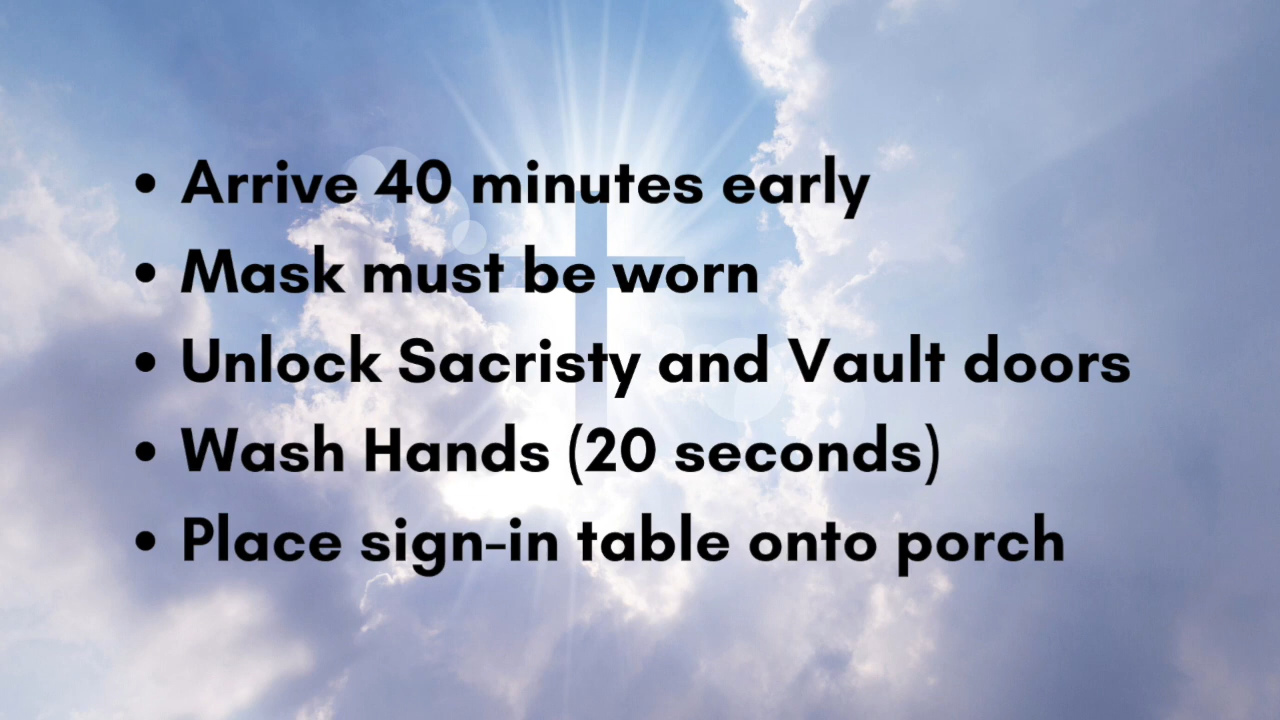 • Arrive 40 minutes early
• Mask must be worn
• Unlock Sacristy and Vault doors
• Wash Hands (20 seconds)
• Place sign-in table onto porch